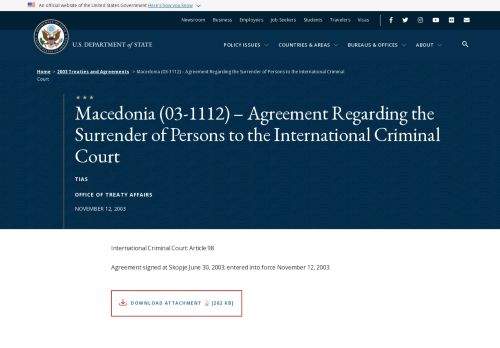 An official website of the United States Government Here's how you know
Newsroom Business Employees Job Seekers Students Travelers Visas
U.S. DEPARTMENT of STATE
POLICY ISSUES COUNTRIES & AREAS BUREAUS & OFFICES ABOUT
Home > 2003 Treaties and Agreements > Macedonia (03-1112) – Agreement Regarding the Surrender of Persons to the International Criminal
Court
Macedonia (03-1112) – Agreement Regarding the
Surrender of Persons to the International Criminal
Court
TIAS
OFFICE OF TREATY AFFAIRS
NOVEMBER 12, 2003
International Criminal Court: Article 98
Agreement signed at Skopje June 30, 2003; entered into force November 12, 2003.
DOWNLOAD ATTACHMENT [262 KB]